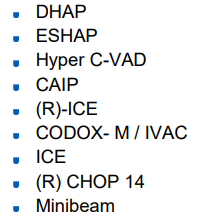 DHAP
ESHAP
Hyper C-VAD
CAIP
(R)-ICE
CODOX- M / IVAC
ICE
(R) CHOP 14
Minibeam